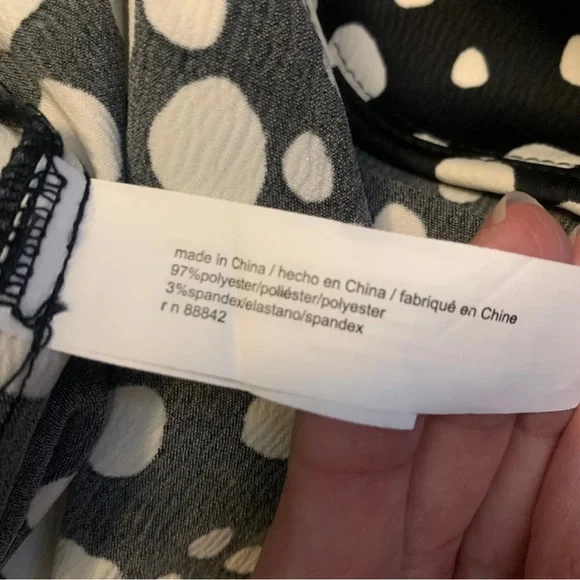 made in China / hecho en China / fabriqué en Chine
97%polyester/poliéster/polyester
3%spandex/elastano/spandex
r n 88842